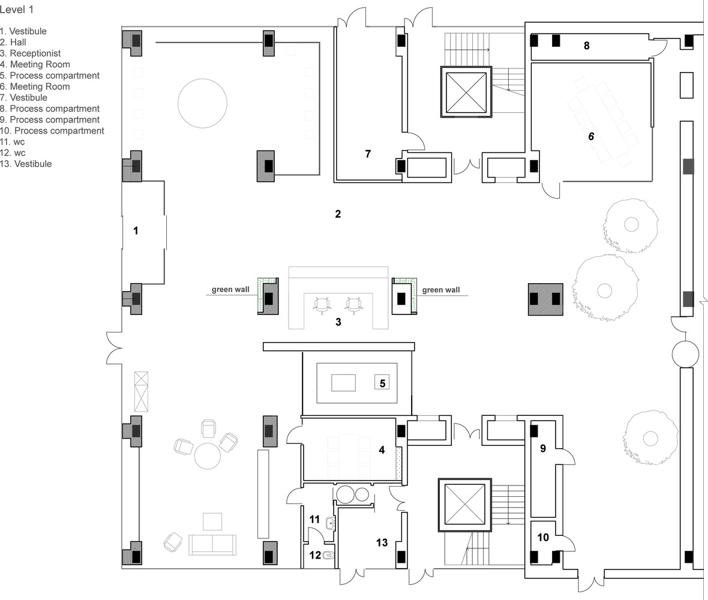 Level 1
1. Vestibule
2. Hall
3. Receptionist
4. Meeting Room
5. Process compartment
6. Meeting Room
7. Vestibule
8. Process compartment
9. Process compartment
10. Process compartment
11. wc
12. wc
13. Vestibule
8
6
7
2
1
green wall
green wall
3
5
4
9
11
10
13
12